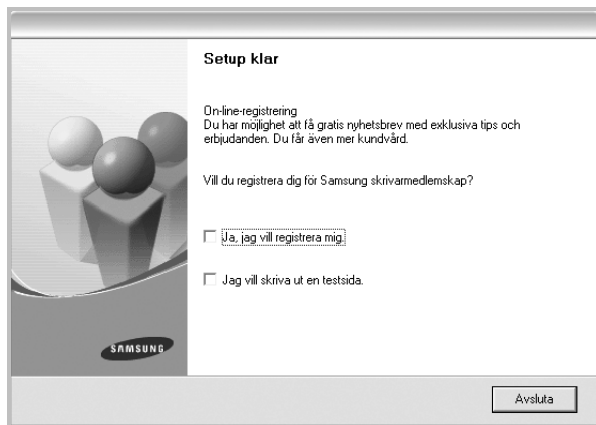 Setup klar
On-line-registrering
Du har möjlighet att få gratis nyhetsbrev med exklusiva tips och
erbjudanden. Du får även mer kundvård.
Vill du registrera dig för Samsung skrivarmedlemskap?
Ja, jag vill registrera mig.
Jag vill skriva ut en testsida.
SAMSUNG
Avsluta